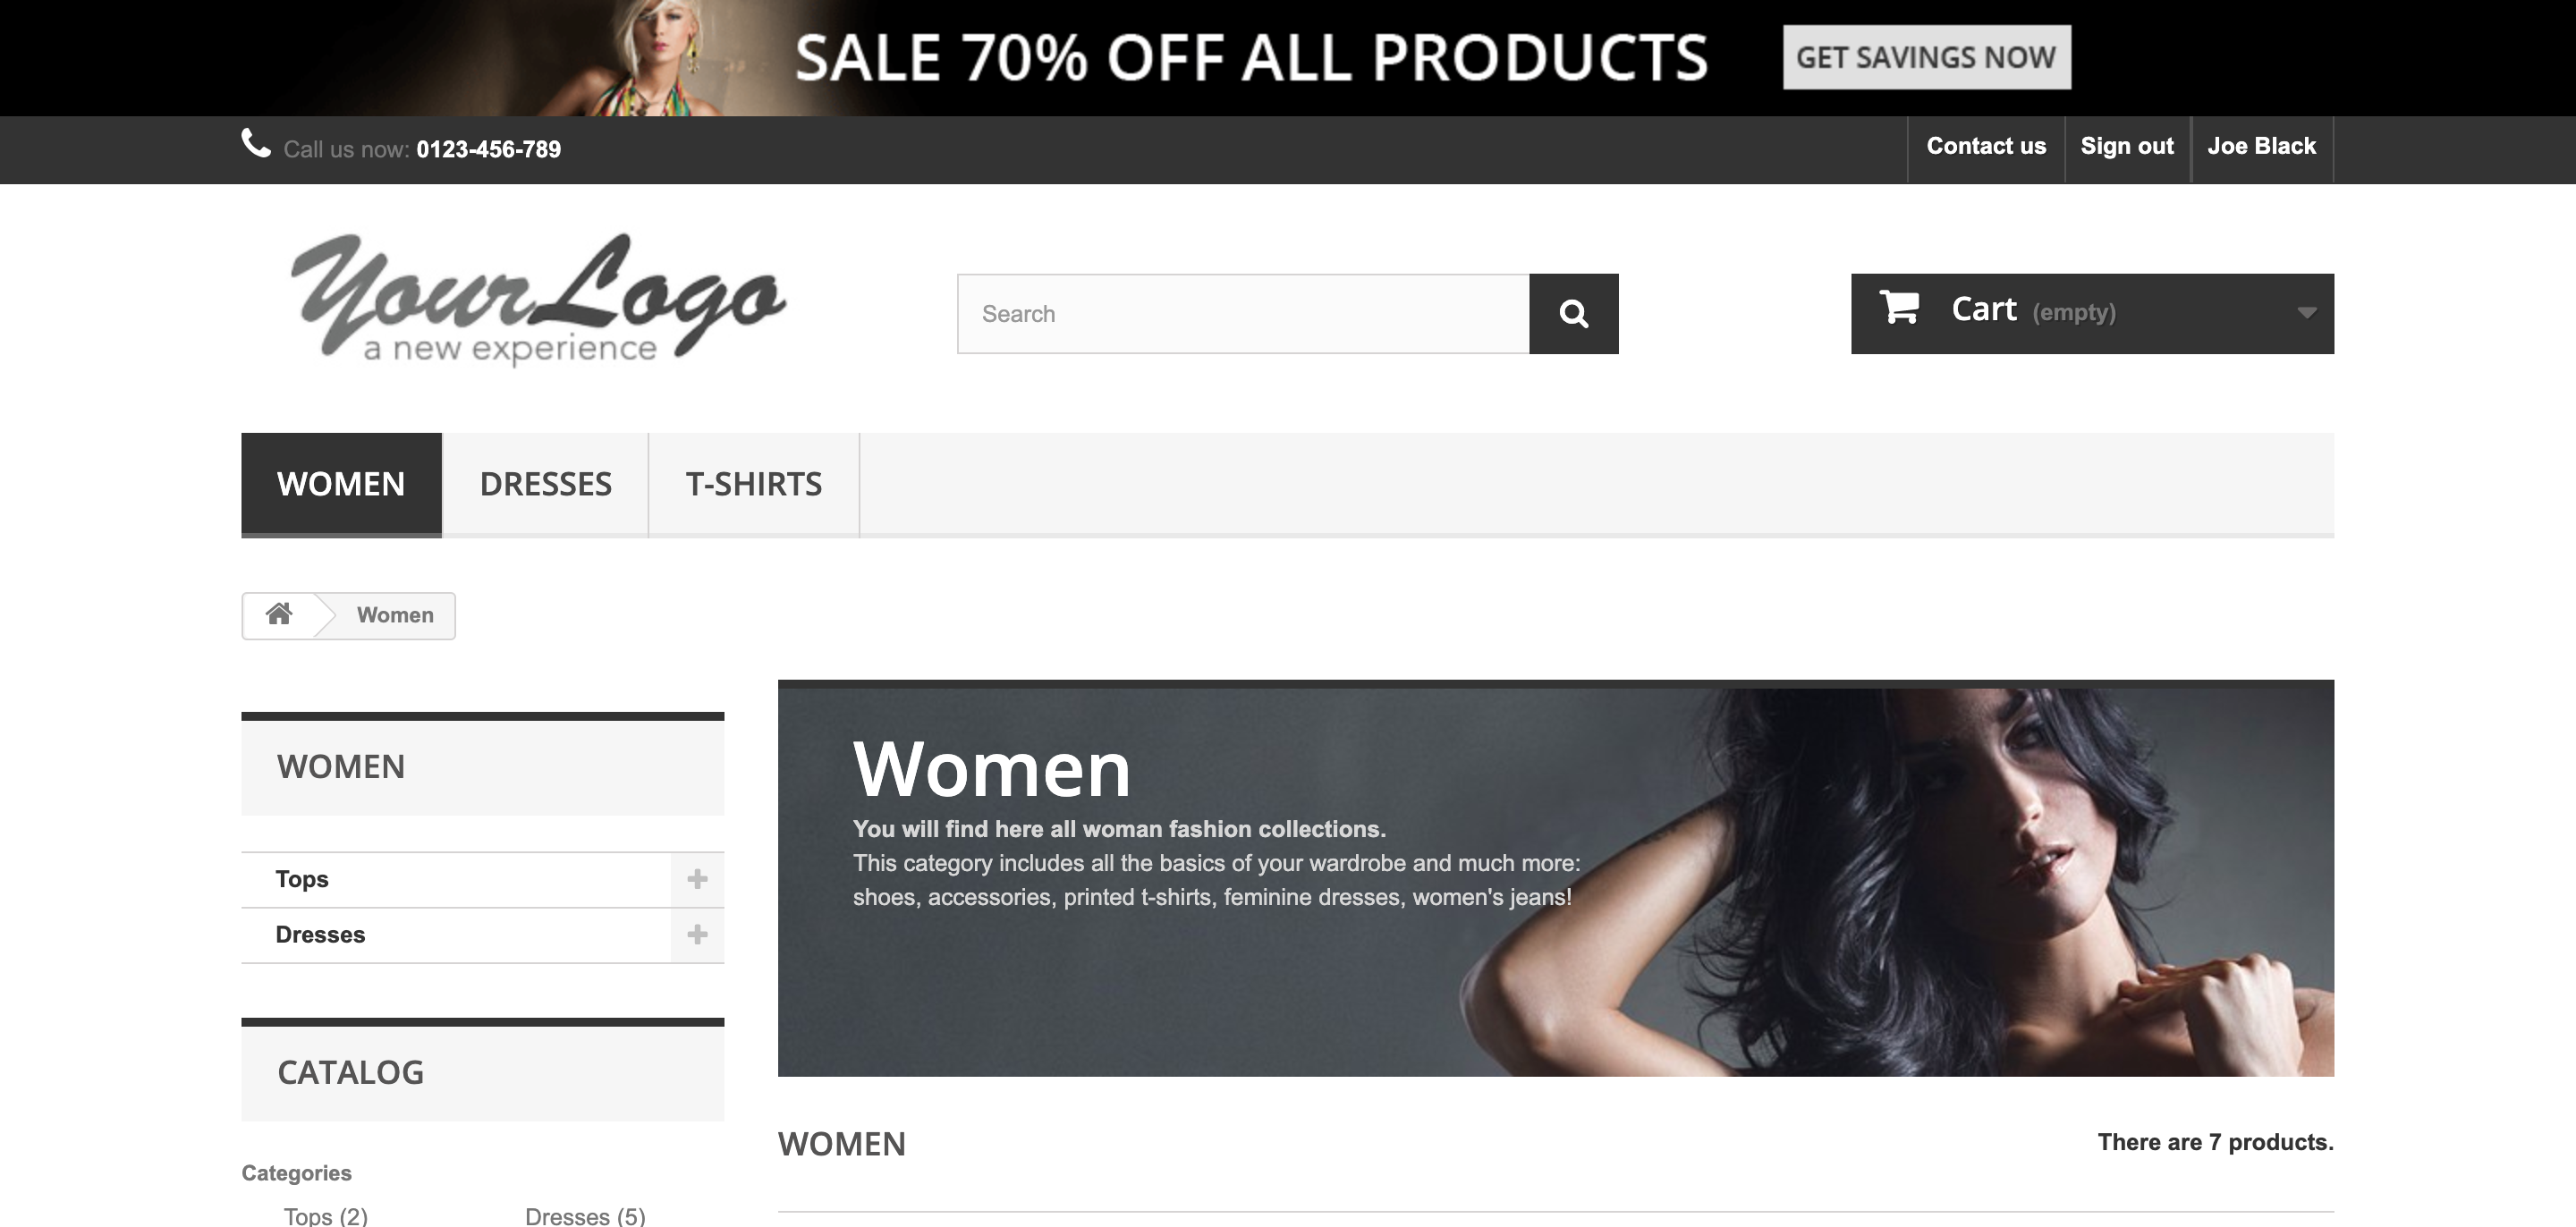 SALE 70% OFF ALL PRODUCTS GET SAVINGS NOW
Call us now: 0123-456-789 Contact us Sign out Joe Black
Your Logo
a new experience
Search
Cart (empty)
WOMEN DRESSES T-SHIRTS
Women
WOMEN
Tops
Dresses
CATALOG
Categories
Tops (2) Dresses (5)
Women
You will find here all woman fashion collections.
This category includes all the basics of your wardrobe and much more:
shoes, accessories, printed t-shirts, feminine dresses, women's jeans!
WOMEN There are 7 products.